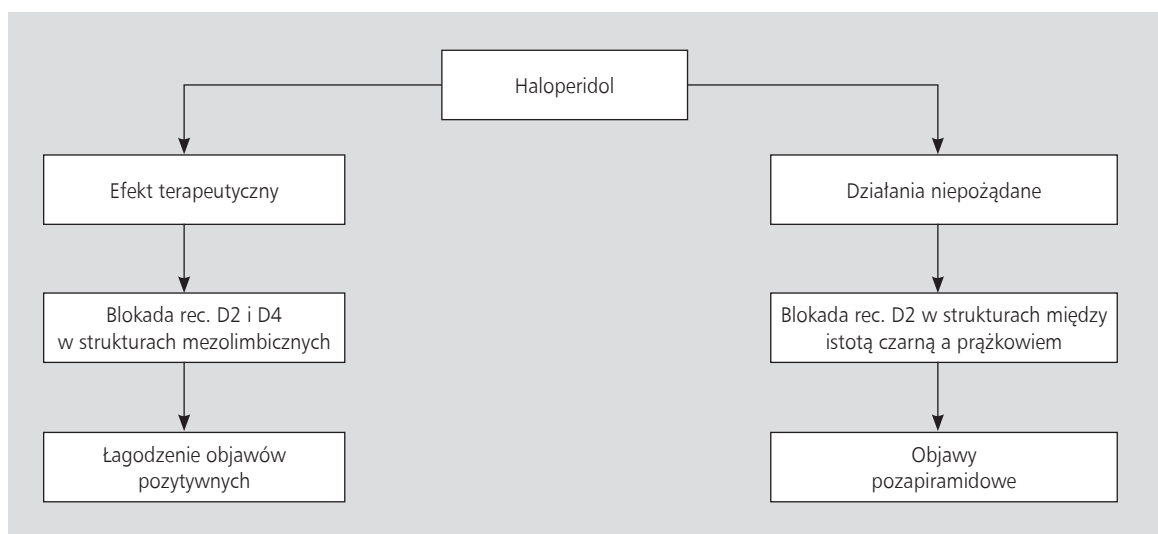 Haloperidol
Efekt terapeutyczny
Działania niepożądane
Blokada rec. D2 i D4
w strukturach mezolimbicznych
Blokada rec. D2 w strukturach między
istotą czarną a prążkowiem
Łagodzenie objawów
pozytywnych
Objawy
pozapiramidowe